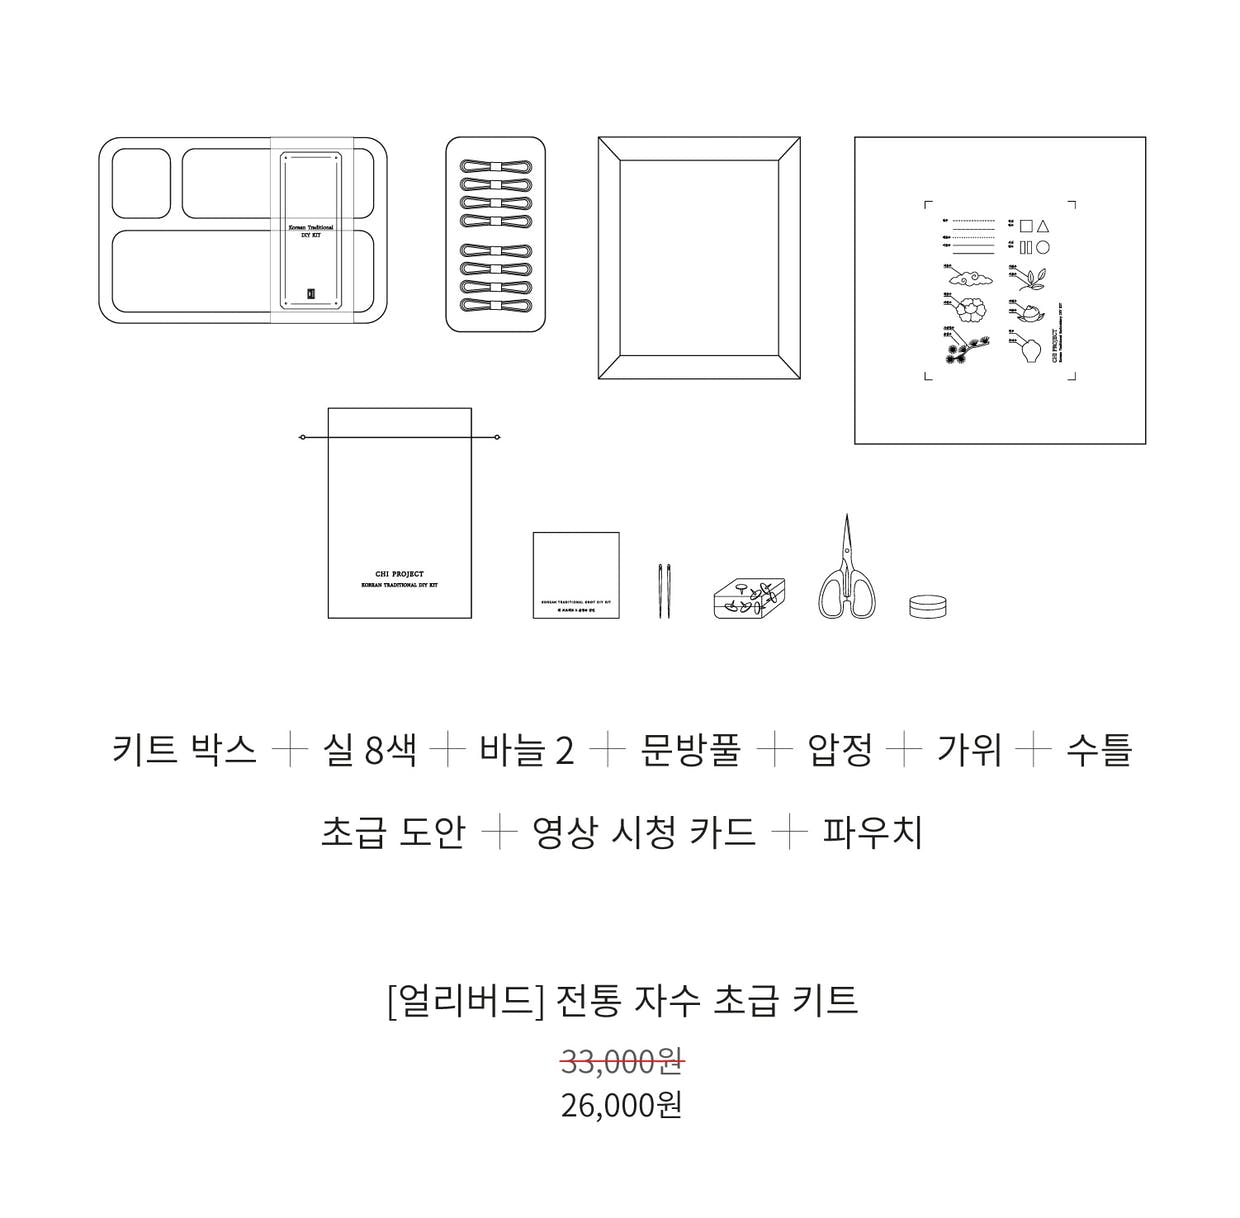 Korean Traditional
DIY KIT
CHI PROJECT
Korean Traditional Embroidery DIY KIT
CHI PROJECT
KOREAN TRADITIONAL DIY KIT
키트 박스 + 실 8색 + 바늘 2 + 문방풀 + 압정 + 가위 + 수틀
초급 도안 + 영상 시청 카드 + 파우치
[얼리버드] 전통 자수 초급 키트
33,000원
26,000원